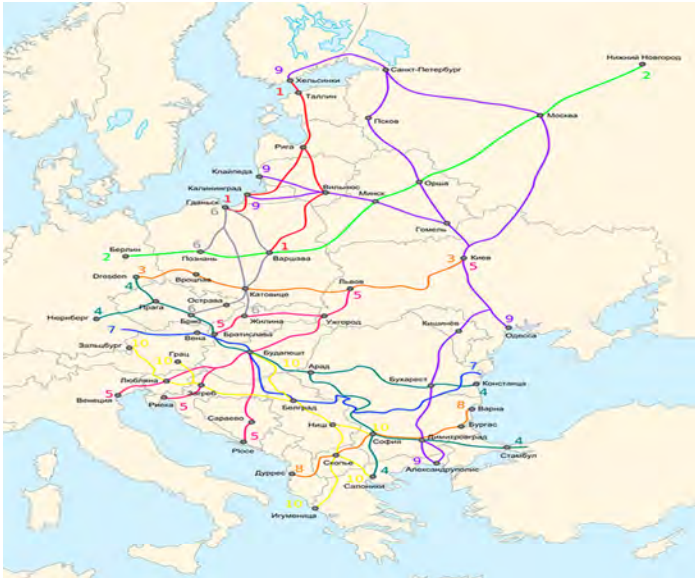 Нижний Новгород
2
9
Санкт-Петербург
Хельсинки
1
Таллин
Москва
Псков
Рига
Клайпеда
9
Калининград
Вильнюс
Орша
Минск
Гданьск
1
9
6
Гомель
Берлин
6
1
3
Киев
2
Познань
Варшава
5
Dresden
3
Вроцлав
Львов
4
Катовице
5
Острава
Прага
Нюрнберг
4
Брно
6
Жилина
Ужгород
Кишинёв
9
Одесса
7
Вена
Братислава
Зальцбург
10
Грац
10
Будапешт
10
Арад
7
Любляна
Бухарест
Констанца
4
Венеция
5
Загреб
Риека
5
Белград
8
Варна
Сараево
Ниш
10
Бургас
5
София
Димитровград
4
Ploce
Стамбул
Скопье
9
Александруполис
Дуррес
8
10
4
Салоники
10
Игуменица